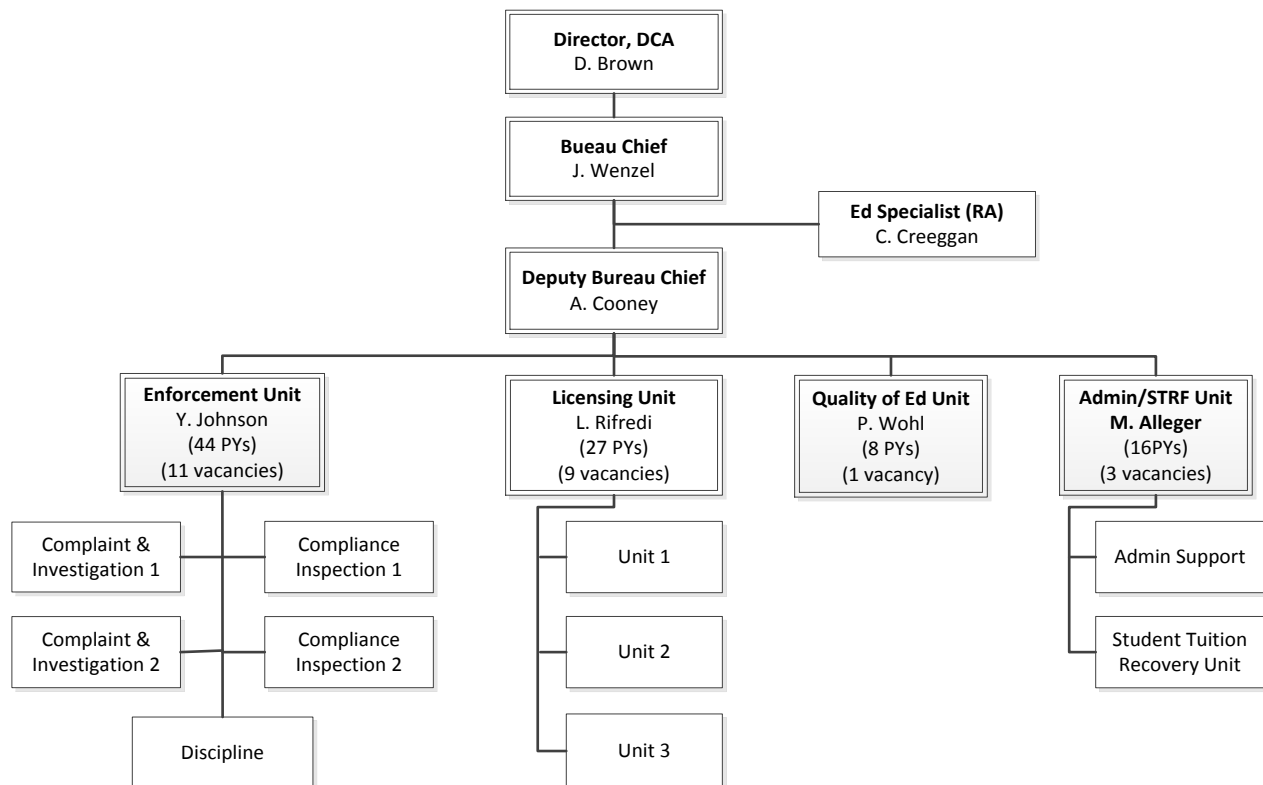 Director, DCA
D. Brown
Bueau Chief
J. Wenzel
Ed Specialist (RA)
C. Creeggan
Deputy Bureau Chief
A. Cooney
Enforcement Unit
Y. Johnson
(44 PYs)
(11 vacancies)
Licensing Unit
L. Rifredi
(27 PYs)
(9 vacancies)
Quality of Ed Unit
P. Wohl
(8 PYs)
(1 vacancy)
Admin/STRF Unit
M. Alleger
(16PYs)
(3 vacancies)
Complaint &
Investigation 1
Compliance
Inspection 1
Complaint &
Investigation 2
Compliance
Inspection 2
Discipline
Unit 1
Unit 2
Unit 3
Admin Support
Student Tuition
Recovery Unit